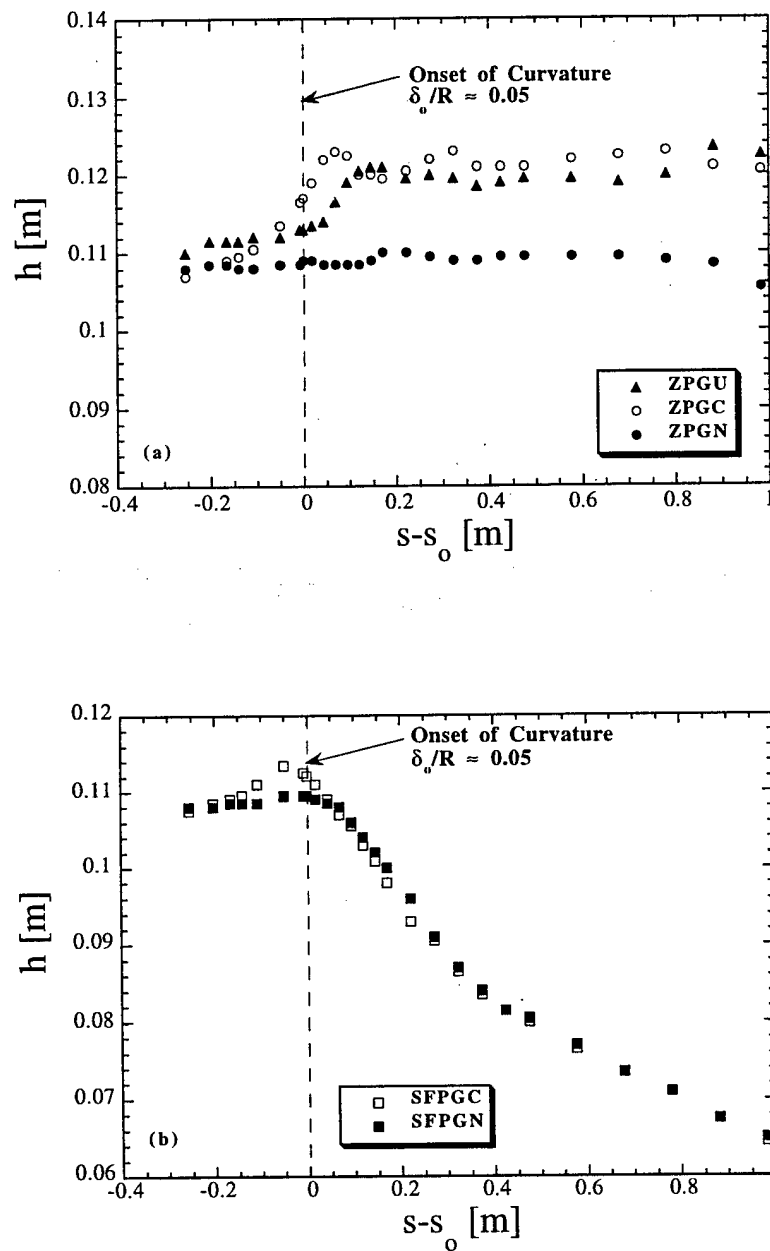 0.14
0.13
0.12
0.11
0.1
0.09
0.08
h [m]
Onset of Curvature
δo/R ≈ 0.05
ZPGU
ZPGC
ZPGN
(a)
-0.4 -0.2 0 0.2 0.4 0.6 0.8 1
s-so [m]
0.12
0.11
0.1
0.09
0.08
0.07
0.06
h [m]
Onset of Curvature
δo/R ≈ 0.05
SFPGC
SFPGN
(b)
-0.4 -0.2 0 0.2 0.4 0.6 0.8 1
s-so [m]